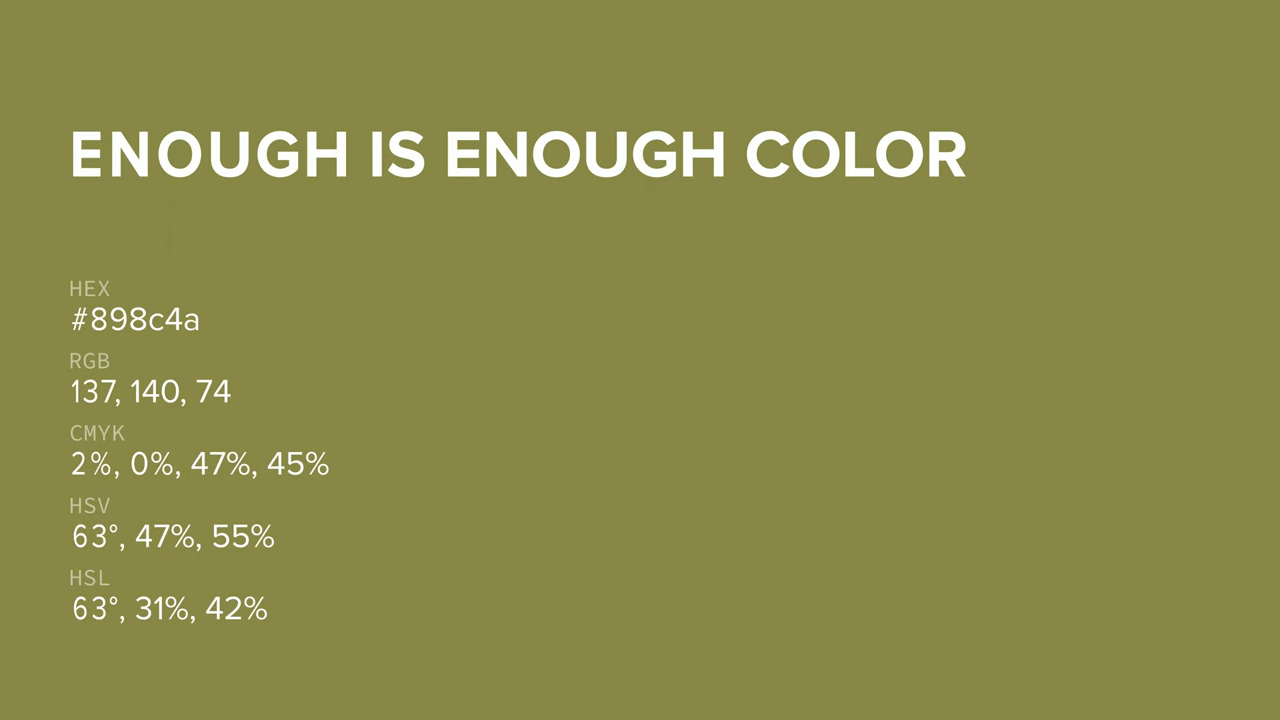 ENOUGH IS ENOUGH COLOR
HEX
#898c4a
RGB
137, 140, 74
CMYK
2%, 0%, 47%, 45%
HSV
63°, 47%, 55%
HSL
63°, 31%, 42%